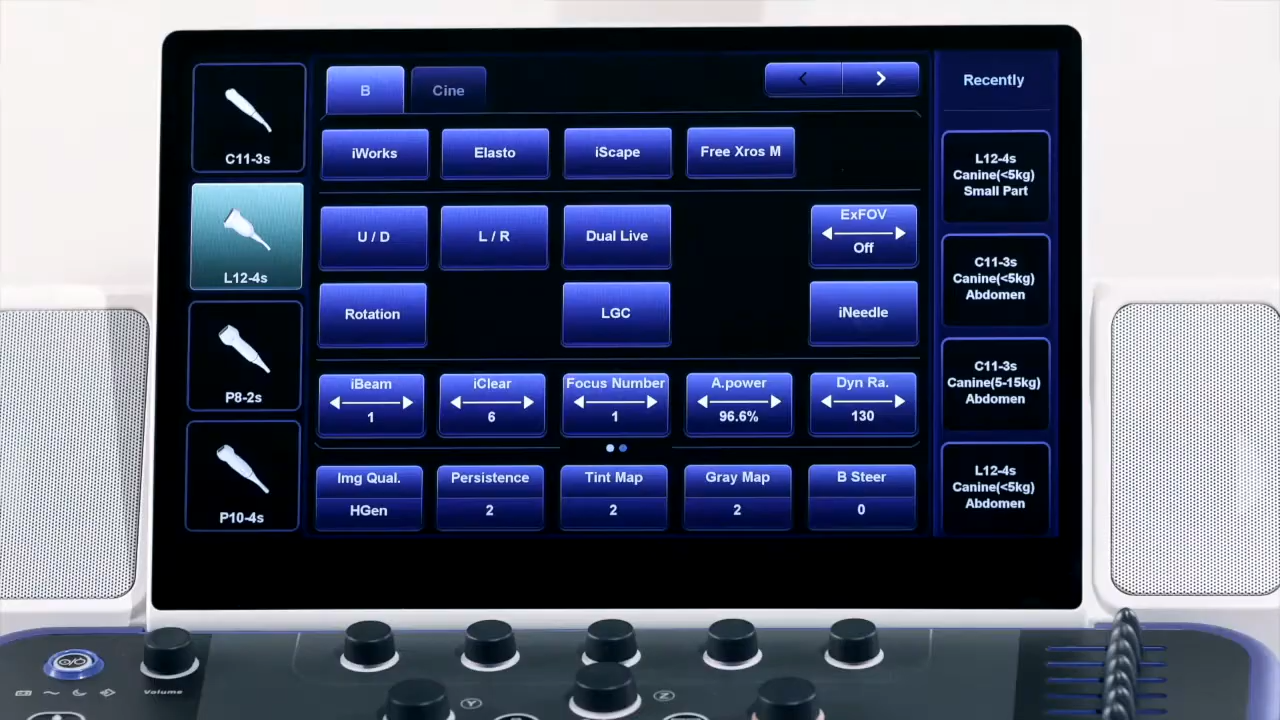 C11-3s
L12-4s
P8-2s
P10-4s
B
Cine
<
>
iWorks
Elasto
iScape
Free Xros M
U / D
L / R
Dual Live
ExFOV
Off
Rotation
LGC
iNeedle
iBeam
1
iClear
6
Focus Number
1
A.power
96.6%
Dyn Ra.
130
Img Qual.
HGen
Persistence
2
Tint Map
2
Gray Map
2
B Steer
0
Recently
L12-4s
Canine(<5kg)
Small Part
C11-3s
Canine(<5kg)
Abdomen
C11-3s
Canine(5-15kg)
Abdomen
L12-4s
Canine(<5kg)
Abdomen
Volume
Y
Z